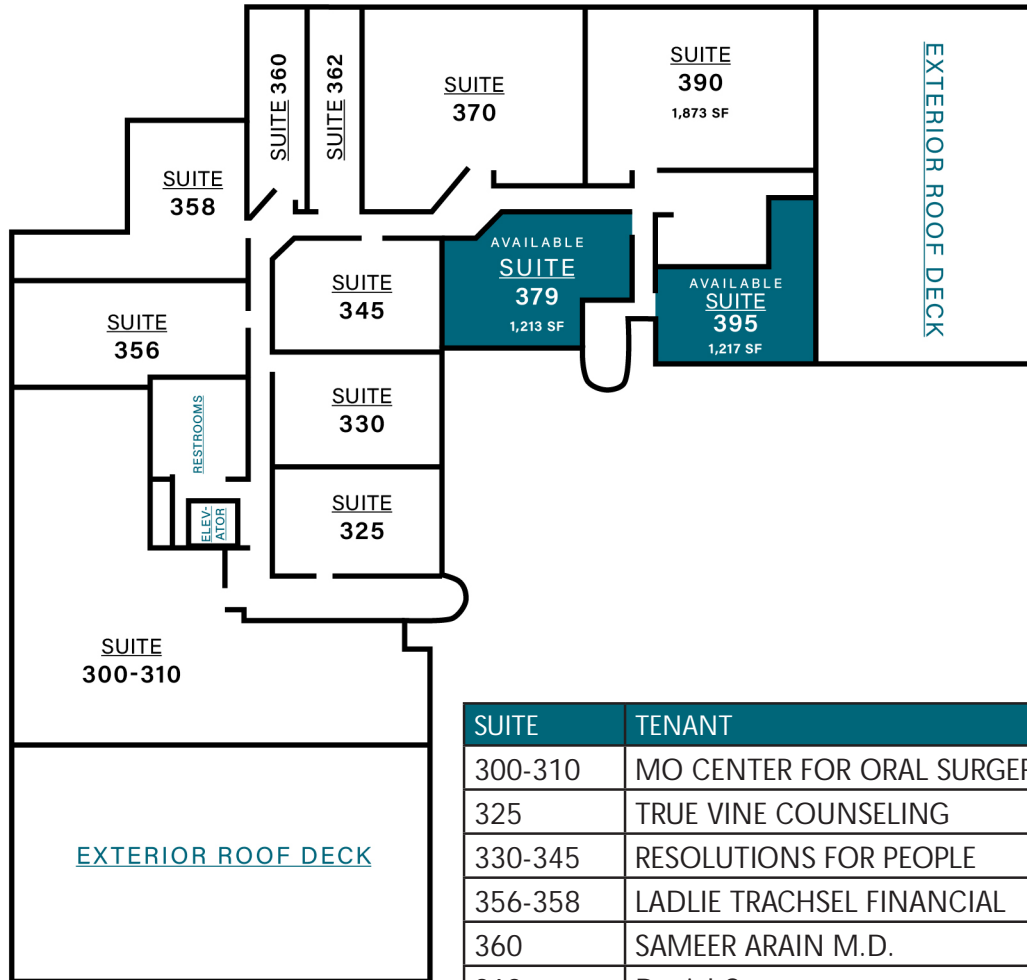 SUITE 360
SUITE 362
SUITE
370
SUITE
390
1,873 SF
EXTERIOR ROOF DECK
SUITE
358
AVAILABLE
SUITE
379
1,213 SF
AVAILABLE
SUITE
395
1,217 SF
SUITE
345
SUITE
356
SUITE
330
RESTROOMS
SUITE
325
ELEV-
ATOR
SUITE
300-310
EXTERIOR ROOF DECK
SUITE TENANT
300-310 MO CENTER FOR ORAL SURGER
325 TRUE VINE COUNSELING
330-345 RESOLUTIONS FOR PEOPLE
356-358 LADLIE TRACHSEL FINANCIAL
360 SAMEER ARAIN M.D.